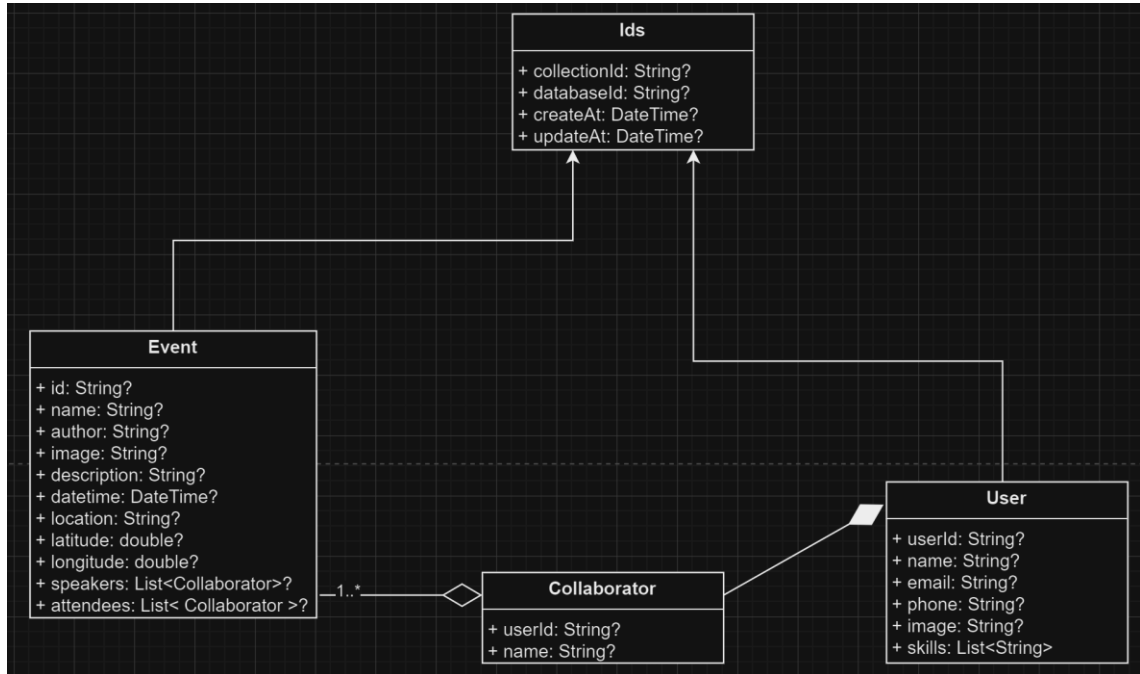 Ids
+ collectionId: String?
+ databaseId: String?
+ createAt: DateTime?
+ updateAt: DateTime?
Event
+ id: String?
+ name: String?
+ author: String?
+ image: String?
+ description: String?
+ datetime: DateTime?
+ location: String?
+ latitude: double?
+ longitude: double?
+ speakers: List<Collaborator>?
+ attendees: List< Collaborator >?
1..*
Collaborator
+ userId: String?
+ name: String?
User
+ userId: String?
+ name: String?
+ email: String?
+ phone: String?
+ image: String?
+ skills: List<String>